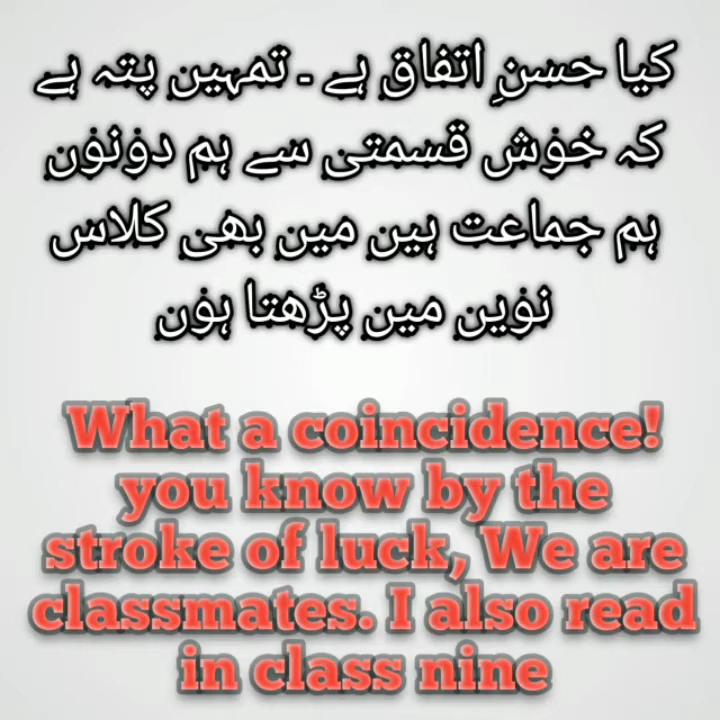 کیا حسنِ اتفاق ہے ۔ تمہیں پتہ ہے
کہ خوش قسمتی سے ہم دونوں
ہم جماعت ہیں میں بھی کلاس
نویں میں پڑھتا ہوں
What a coincidence!
you know by the
stroke of luck, We are
classmates. I also read
in class nine